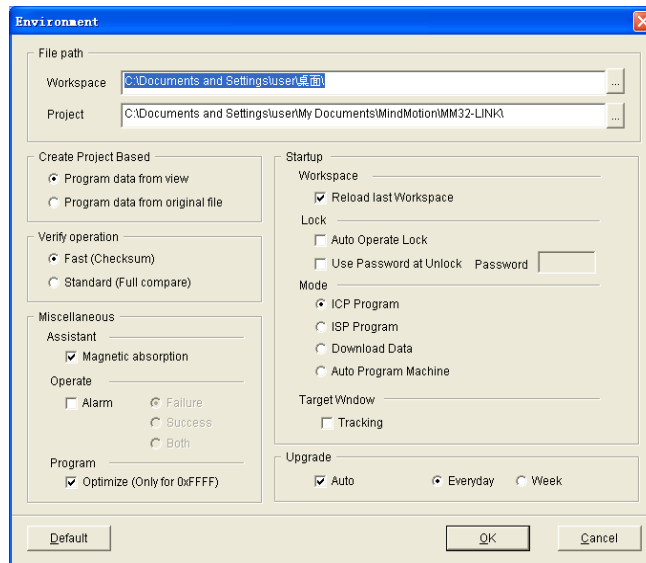 Environment
File path
Workspace C:\Documents and Settings\user\桌面\ ...
Project C:\Documents and Settings\user\My Documents\MindMotion\MM32-LINK\ ...
Create Project Based
Program data from view
Program data from original file
Verify operation
Fast (Checksum)
Standard (Full compare)
Miscellaneous
Assistant
Magnetic absorption
Operate
Alarm Failure
Success
Both
Program
Optimize (Only for 0xFFFF)
Startup
Workspace
Reload last Workspace
Lock
Auto Operate Lock
Use Password at Unlock Password
Mode
ICP Program
ISP Program
Download Data
Auto Program Machine
Target Wndow
Tracking
Upgrade
Auto Everyday Week
Default OK Cancel